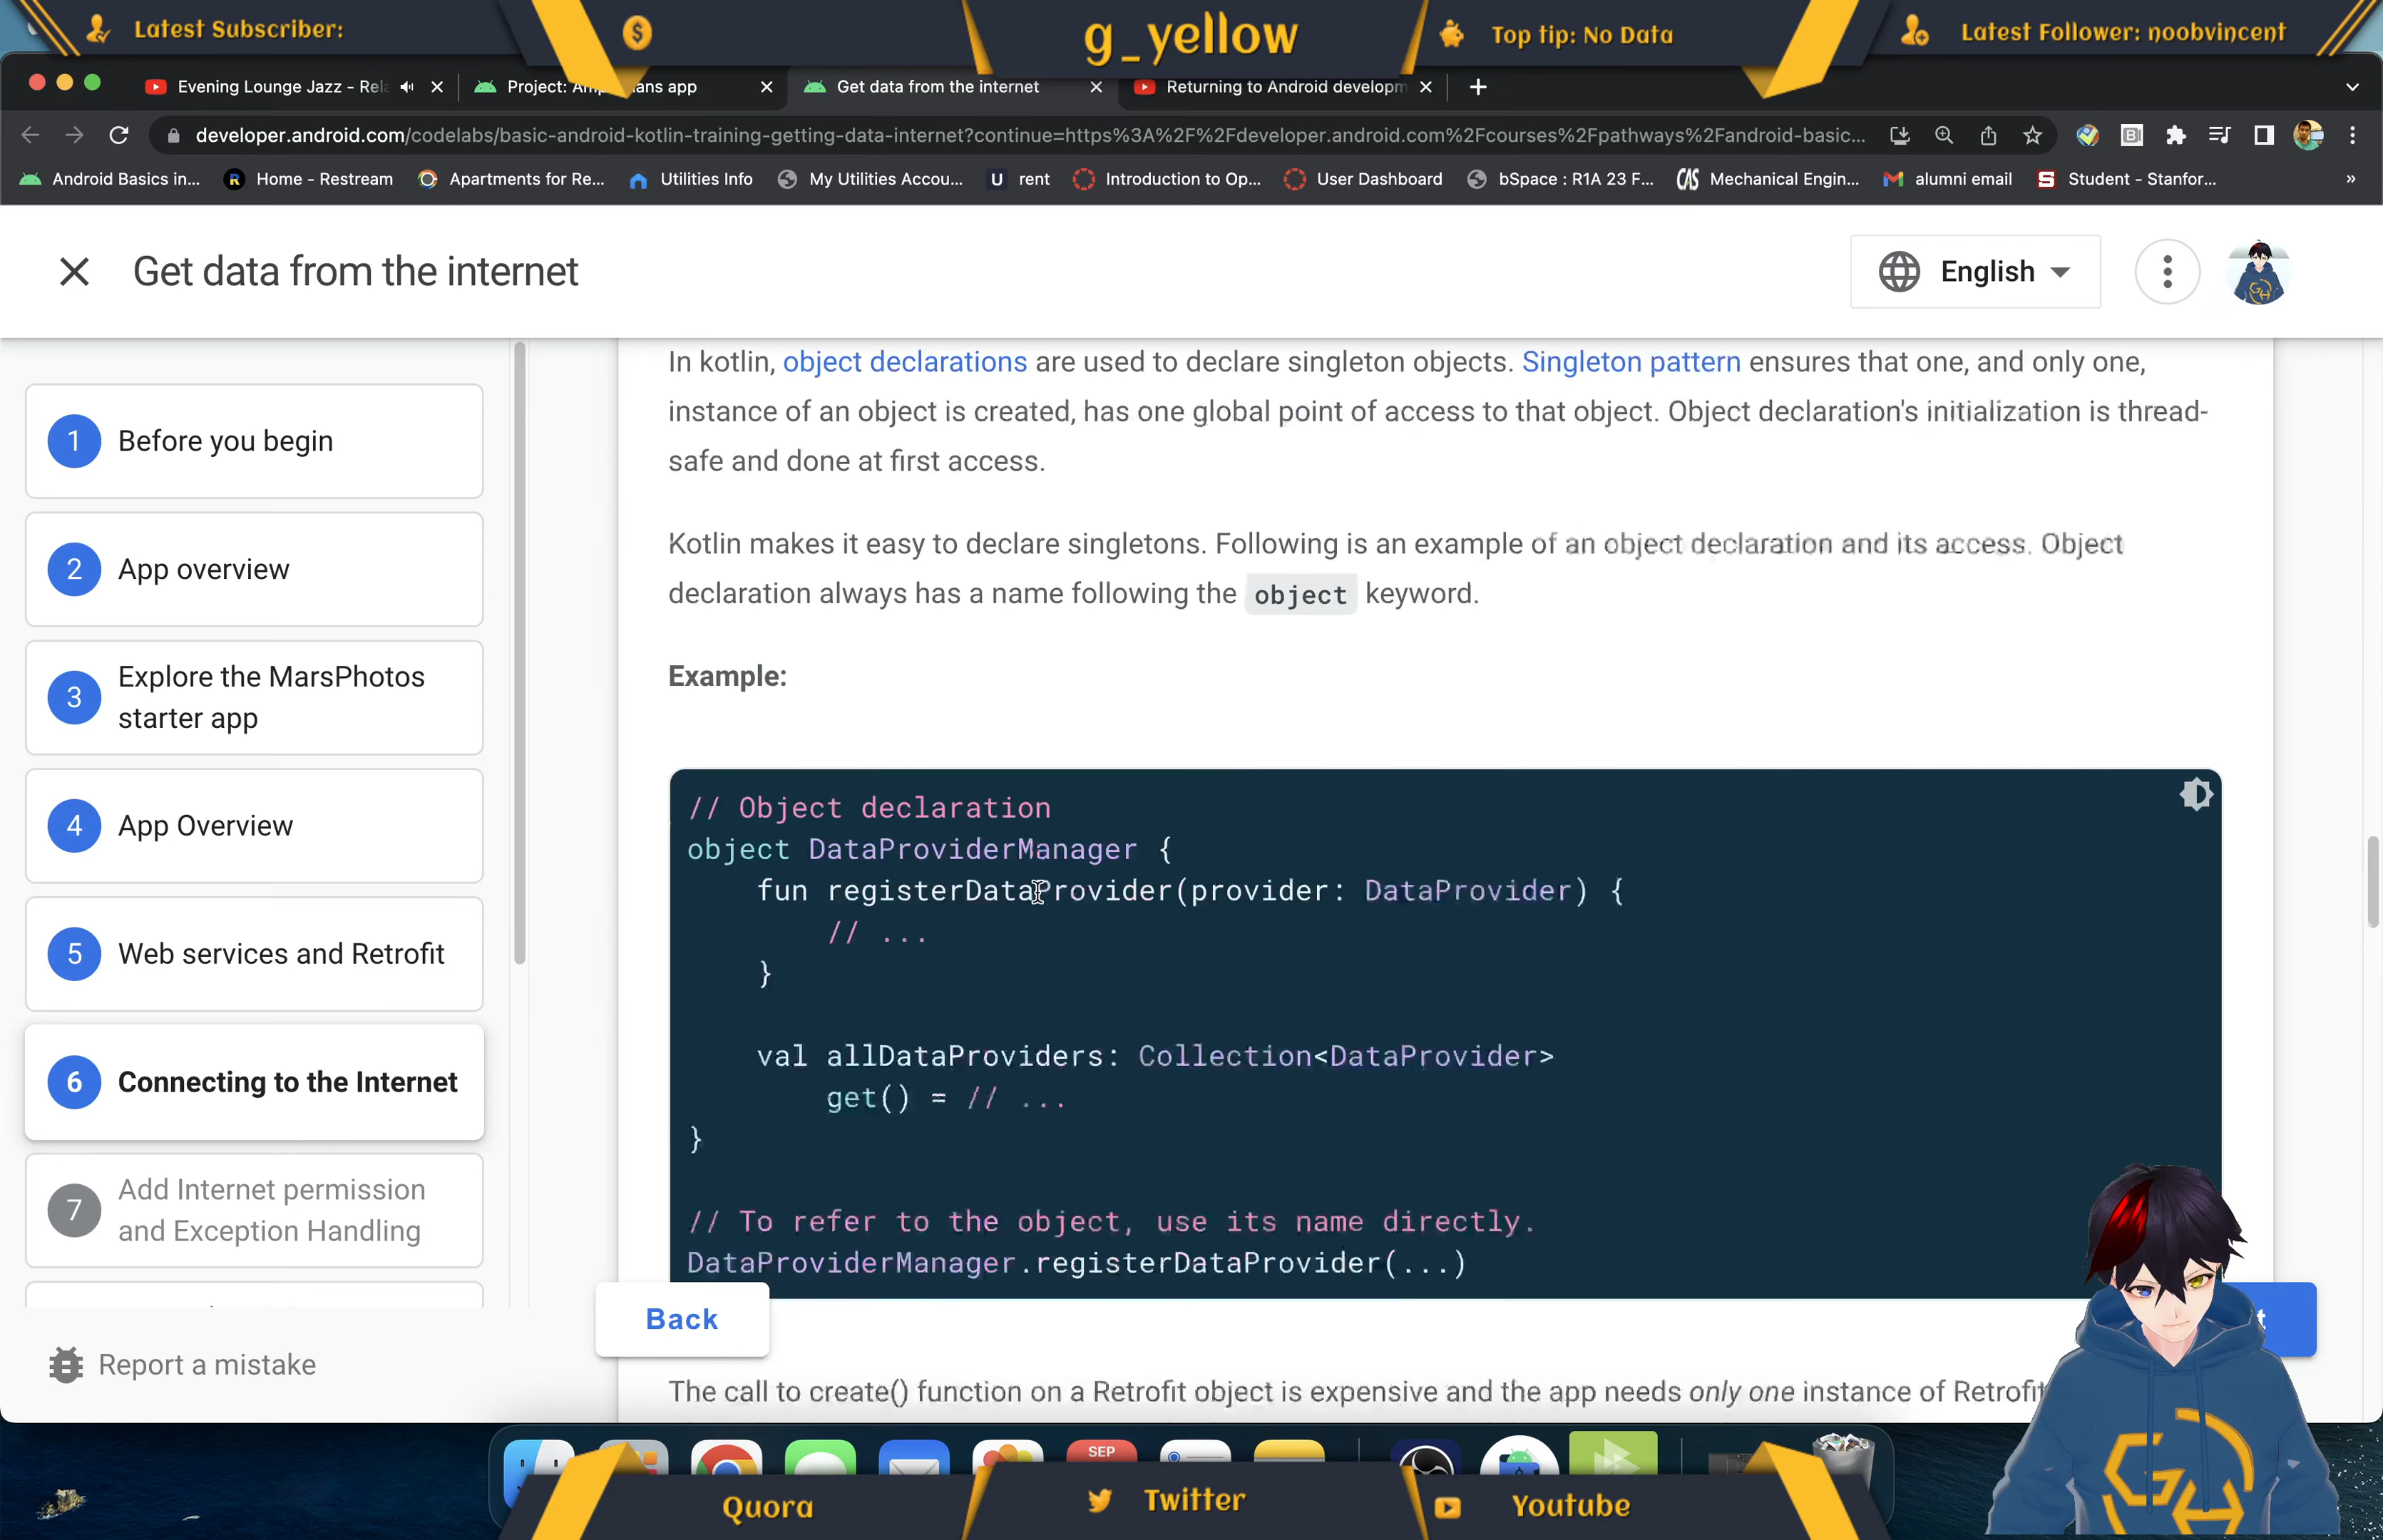 Latest Subscriber:
g_yellow
Top tip: No Data
Latest Follower: noobvincent
Evening Lounge Jazz - Rel
Project: Am ans app
Get data from the internet
Returning to Android developm
developer.android.com/codelabs/basic-android-kotlin-training-getting-data-internet?continue=https%3A%2F%2Fdeveloper.android.com%2Fcourses%2Fpathways%2Fandroid-basic...
Android Basics in...
Home - Restream
Apartments for Re...
Utilities Info
My Utilities Accou...
U rent
Introduction to Op...
User Dashboard
bSpace : R1A 23 F...
CAS Mechanical Engin...
alumni email
S Student - Stanfor...
»
Get data from the internet
English
1 Before you begin
2 App overview
3 Explore the MarsPhotos
starter app
4 App Overview
5 Web services and Retrofit
6 Connecting to the Internet
7 Add Internet permission
and Exception Handling
Report a mistake
In kotlin, object declarations are used to declare singleton objects. Singleton pattern ensures that one, and only one,
instance of an object is created, has one global point of access to that object. Object declaration's initialization is thread-
safe and done at first access.
Kotlin makes it easy to declare singletons. Following is an example of an object declaration and its access. Object
declaration always has a name following the object keyword.
Example:
// Object declaration
object DataProviderManager {
fun registerDataProvider(provider: DataProvider) {
// ...
}
val allDataProviders: Collection<DataProvider>
get() = // ...
}
// To refer to the object, use its name directly.
DataProviderManager.registerDataProvider(...)
Back
The call to create() function on a Retrofit object is expensive and the app needs only one instance of Retrofit
SEP
Quora
Twitter
Youtube